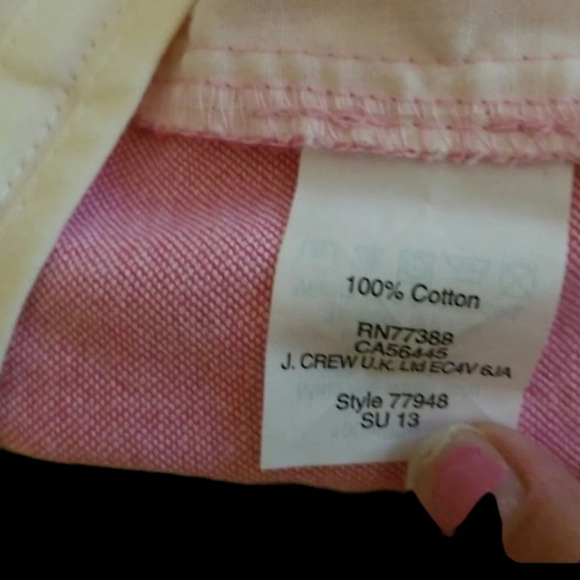 100% Cotton
RN77388
CA56445
J. CREW U.K. Ltd EC4V 6JA
Style 77948
SU 13